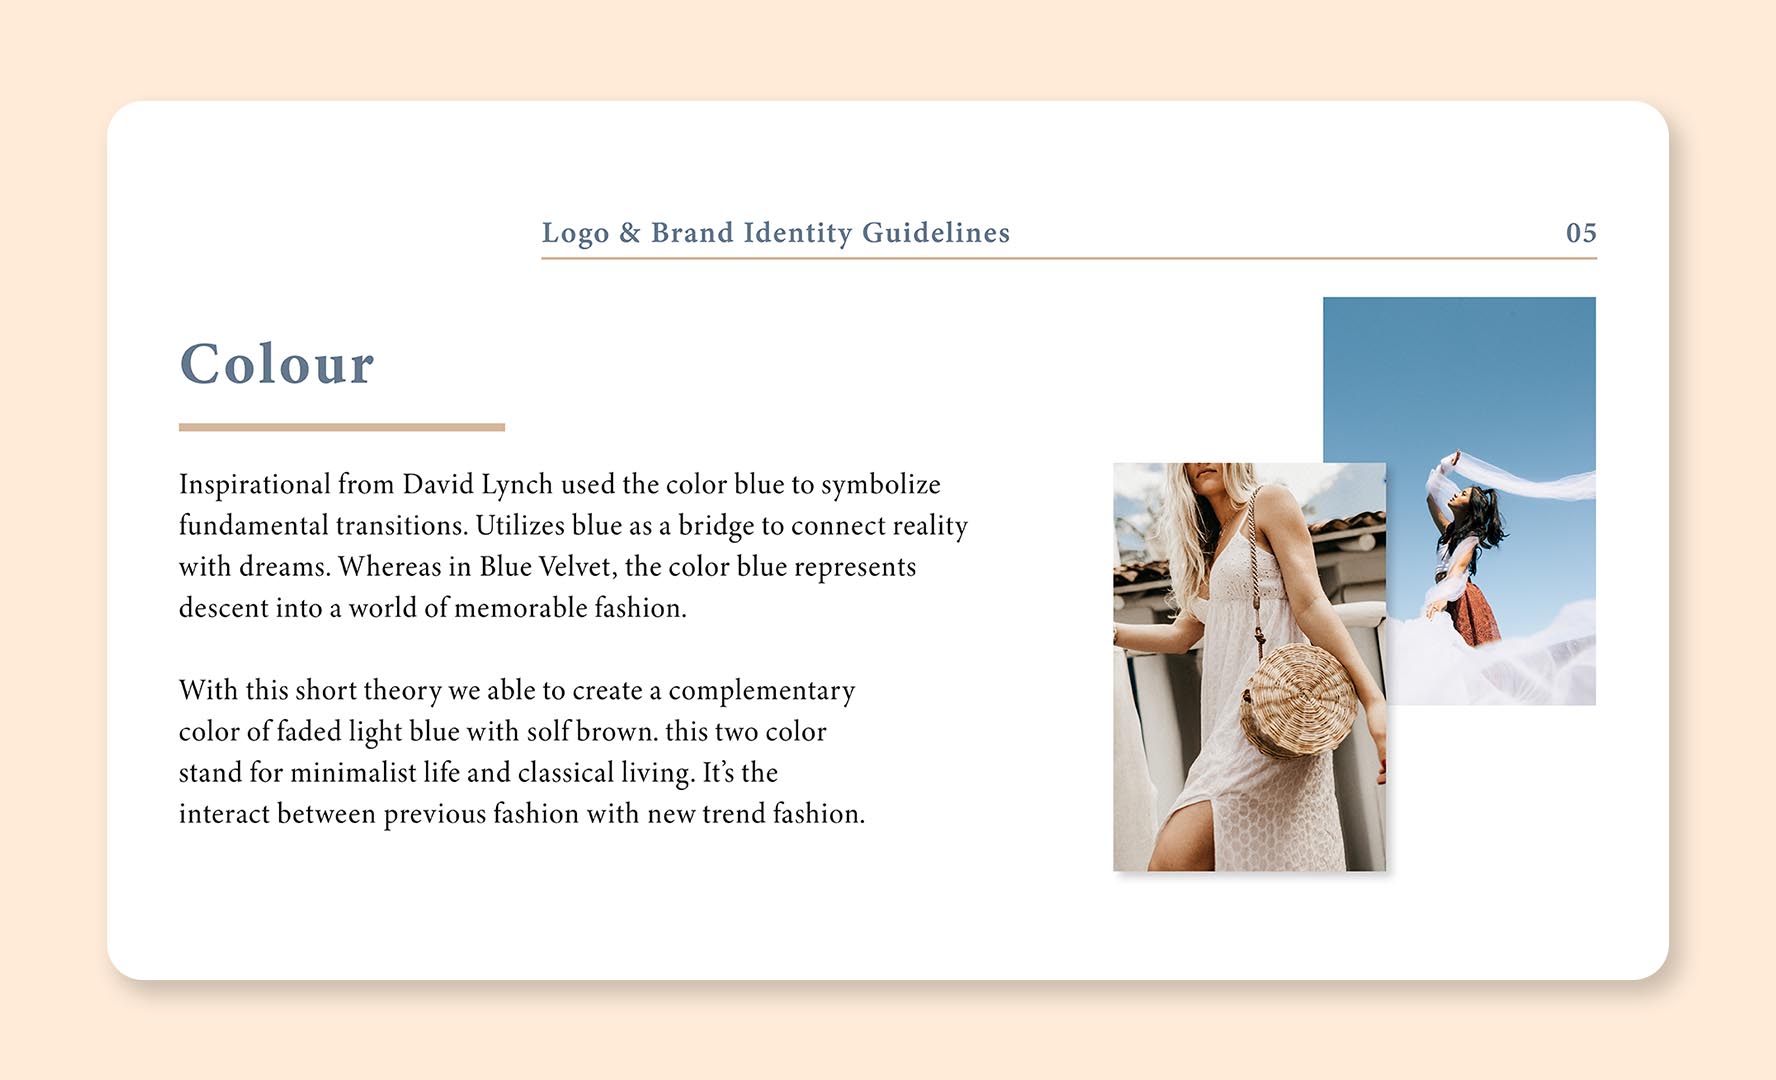 Logo & Brand Identity Guidelines 05
Colour
Inspirational from David Lynch used the color blue to symbolize
fundamental transitions. Utilizes blue as a bridge to connect reality
with dreams. Whereas in Blue Velvet, the color blue represents
descent into a world of memorable fashion.
With this short theory we able to create a complementary
color of faded light blue with solf brown. this two color
stand for minimalist life and classical living. It’s the
interact between previous fashion with new trend fashion.